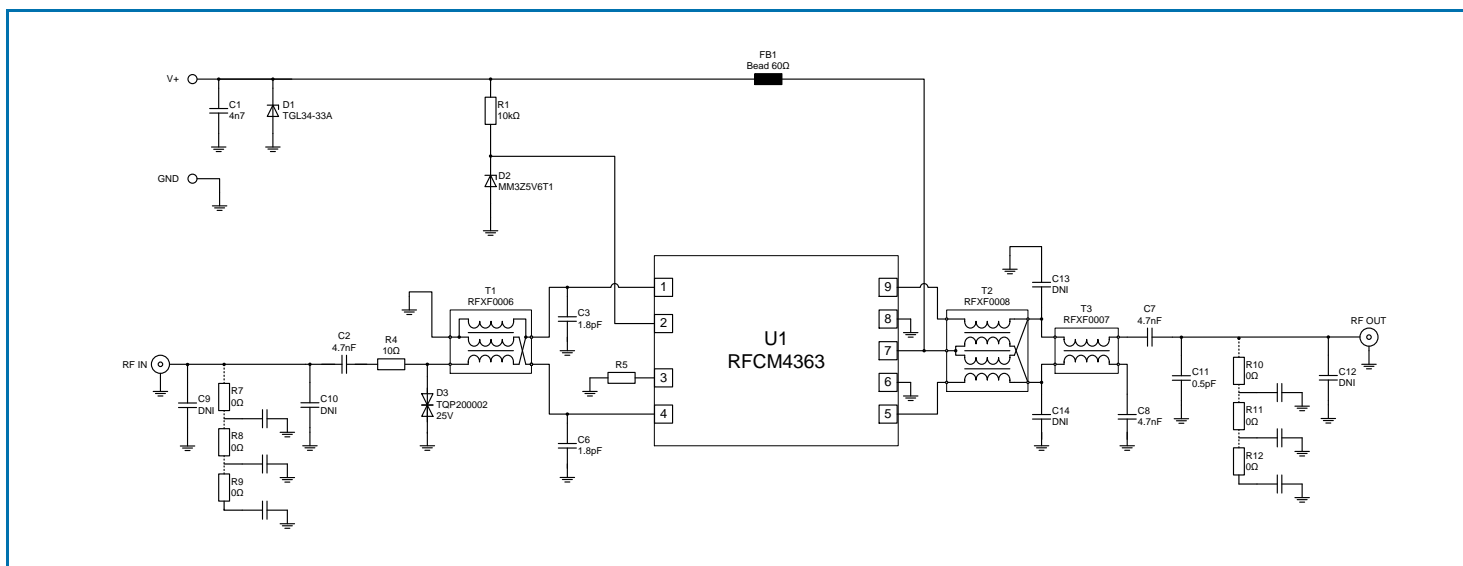 FB1
Bead 60Ω
V+
C1
4n7
D1
TGL34-33A
R1
10kΩ
GND
D2
MM3Z5V6T1
T1
RFXF0006
C3
1.8pF
1
2
3
4
U1
RFCM4363
9
8
7
6
5
T2
RFXF0008
C13
DNI
T3
RFXF0007
C7
4.7nF
RF OUT
RF IN
C2
4.7nF
R4
10Ω
R5
C9
DNI
R7
0Ω
R8
0Ω
R9
0Ω
C10
DNI
D3
TQP200002
25V
C6
1.8pF
C14
DNI
C8
4.7nF
C11
0.5pF
R10
0Ω
R11
0Ω
R12
0Ω
C12
DNI